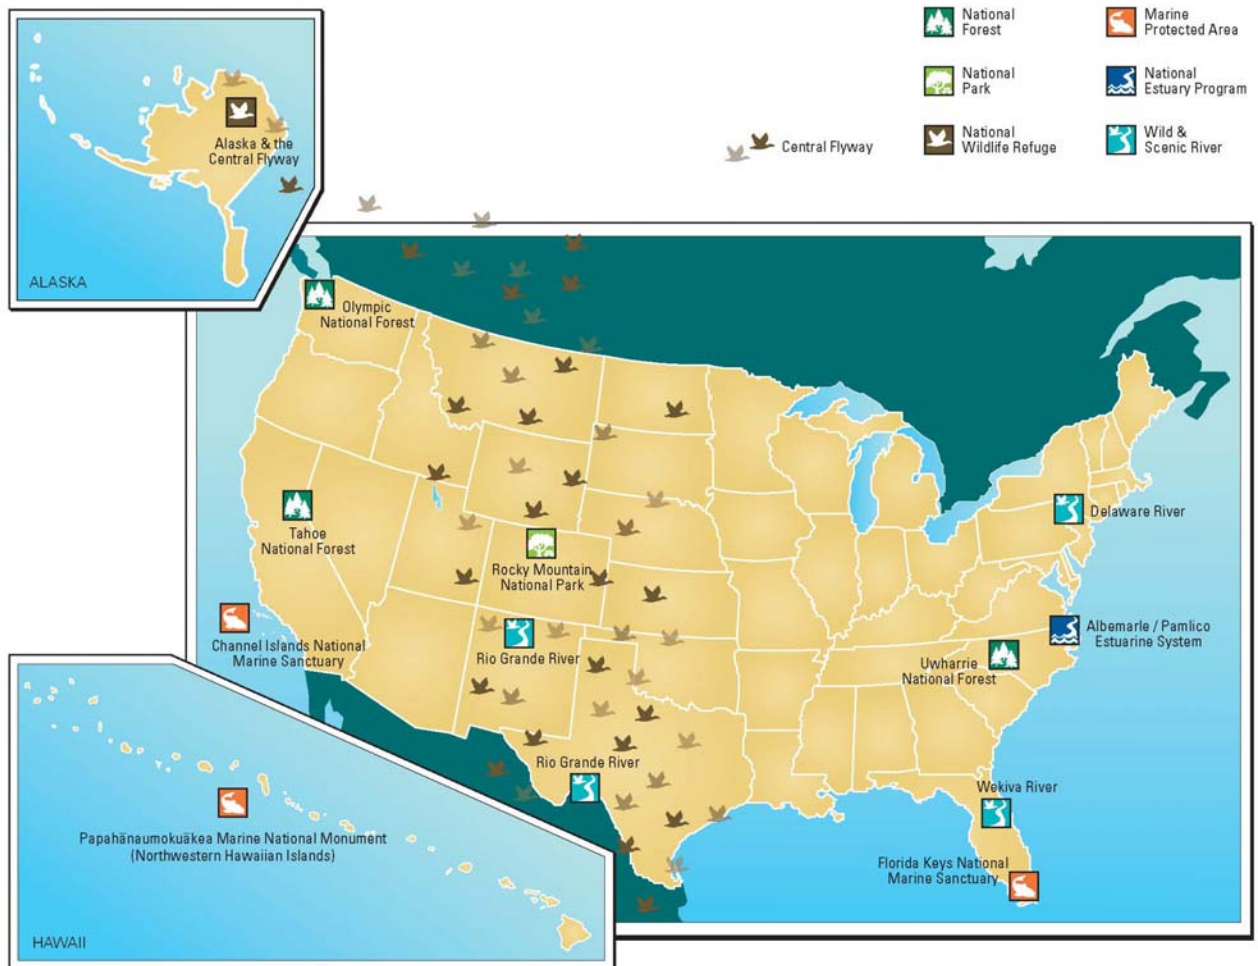 National
Forest
Marine
Protected Area
National
Park
National
Estuary Program
Central Flyway
National
Wildlife Refuge
Wild &
Scenic River
Alaska & the
Central Flyway
ALASKA
Olympic
National Forest
Tahoe
National Forest
Rocky Mountain
National Park
Delaware River
Channel Islands National
Marine Sanctuary
Rio Grande River
Albemarle / Pamlico
Estuarine System
Uwharrie
National Forest
Rio Grande River
Wekiva River
Papahānaumokuākea Marine National Monument
(Northwestern Hawaiian Islands)
Florida Keys National
Marine Sanctuary
HAWAII